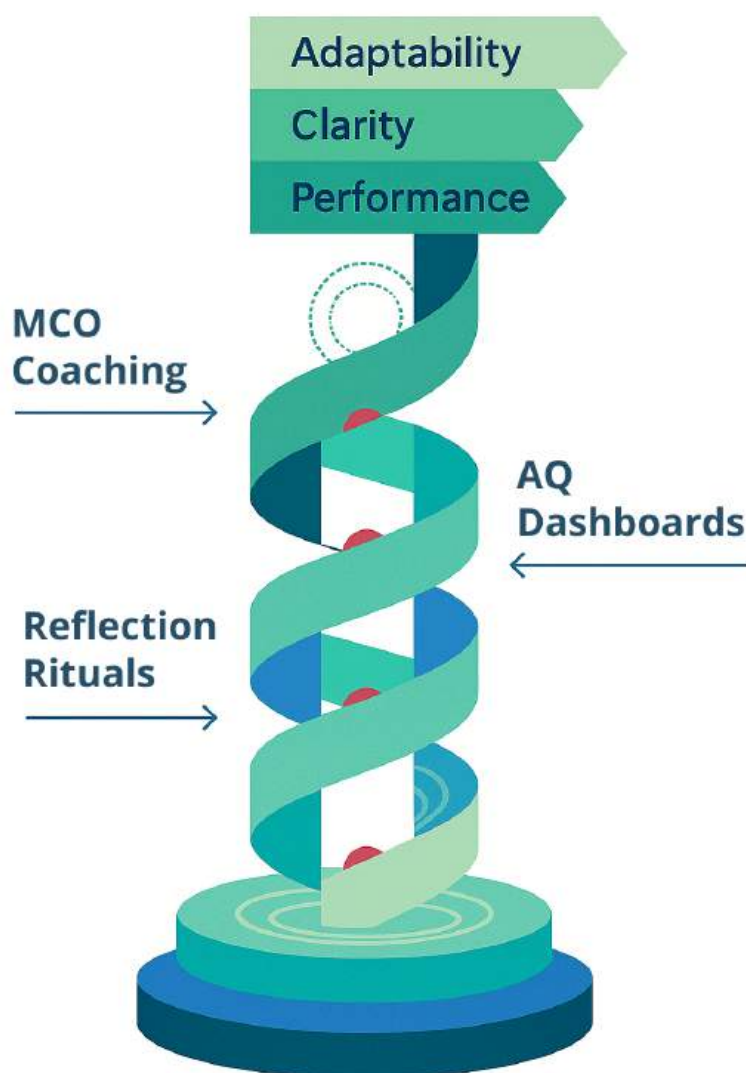 Adaptability
Clarity
Performance
MCO
Coaching
AQ
Dashboards
Reflection
Rituals